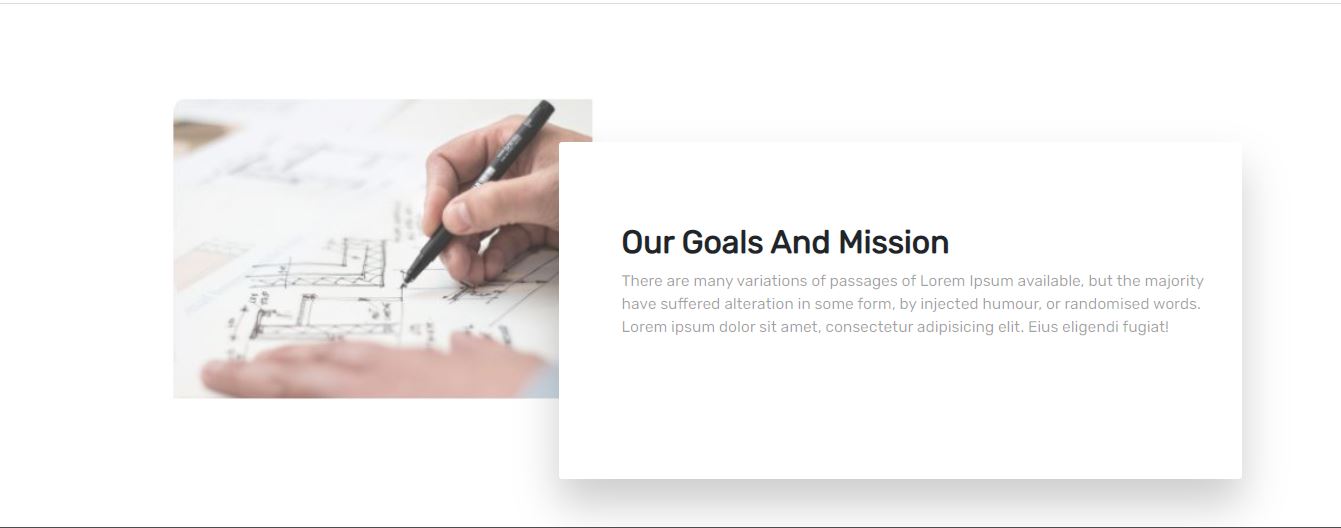 Our Goals And Mission
There are many variations of passages of Lorem Ipsum available, but the majority
have suffered alteration in some form, by injected humour, or randomised words.
Lorem ipsum dolor sit amet, consectetur adipisicing elit. Eius eligendi fugiat!